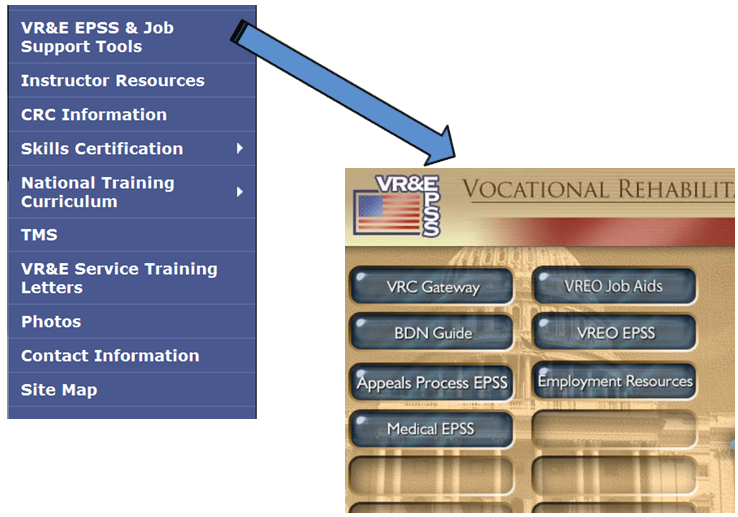 VR&E EPSS & Job
Support Tools
Instructor Resources
CRC Information
Skills Certification
National Training
Curriculum
TMS
VR&E Service Training
Letters
Photos
Contact Information
Site Map
VR&E
EPSS
VOCATIONAL REHABILIT
VRC Gateway
VREO Job Aids
BDN Guide
VREO EPSS
Appeals Process EPSS
Employment Resources
Medical EPSS